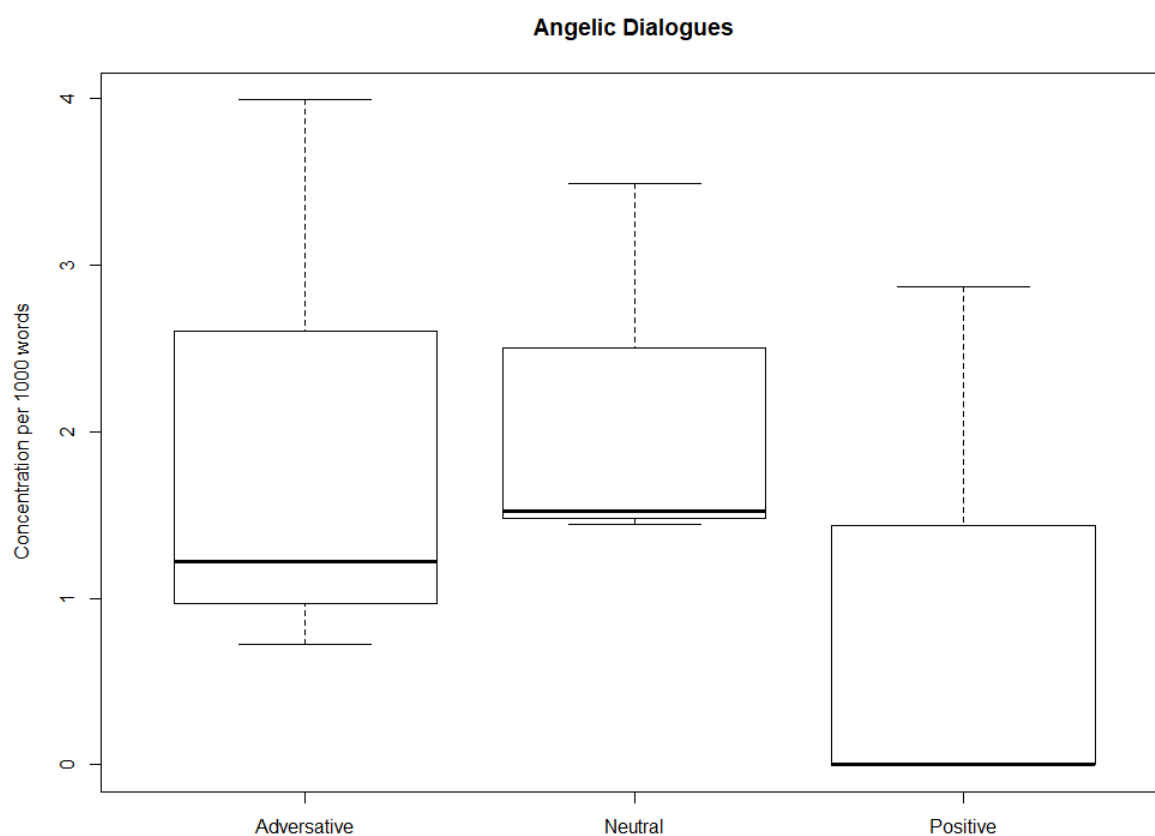 Angelic Dialogues
Concentration per 1000 words
4
3
2
1
0
Adversative
Neutral
Positive